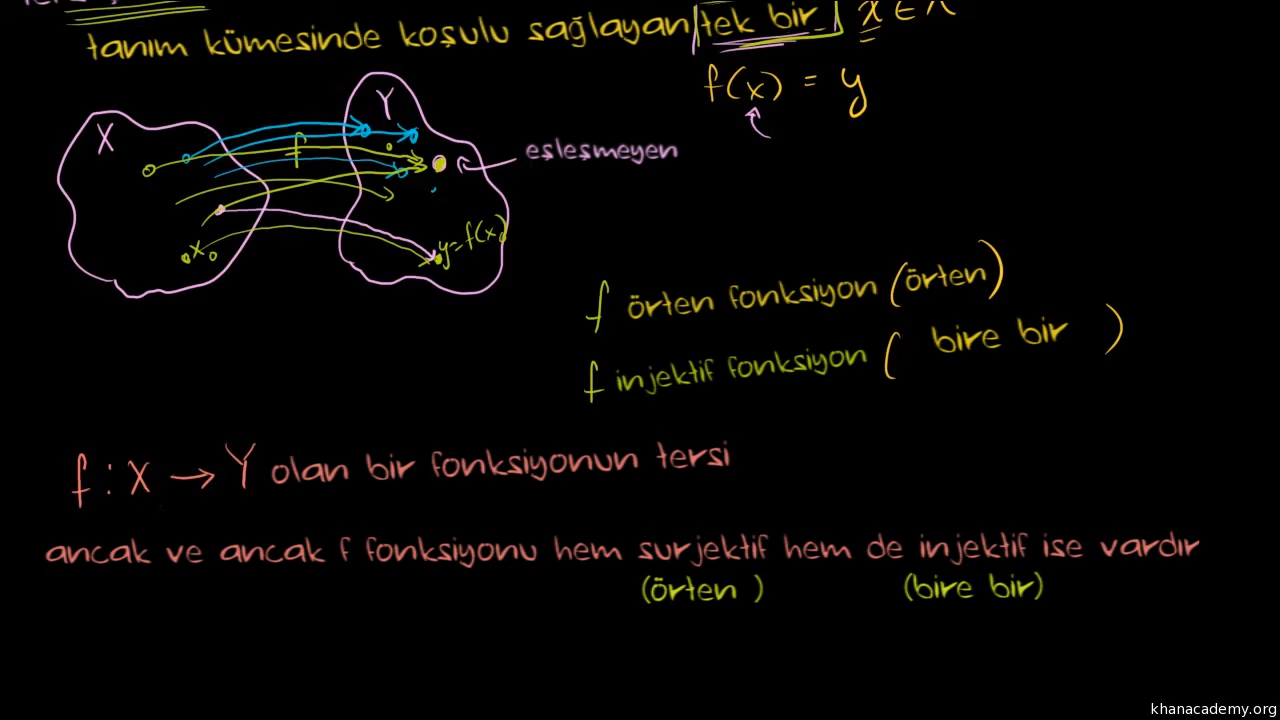 tanım kümesinde koşulu sağlayan tek bir x ∈ X
f(x) = y
X
Y
f
eşleşmeyen
x₀
y=f(x₀)
f örten fonksiyon (örten)
f injektif fonksiyon ( bire bir )
f : X → Y olan bir fonksiyonun tersi
ancak ve ancak f fonksiyonu hem surjektif hem de injektif ise vardır
(örten ) (bire bir)
khanacademy.org